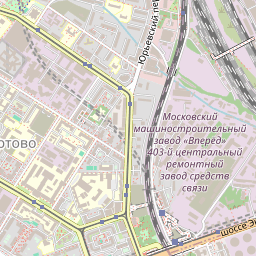 Юрьевский пер
Московский
машиностроительный
завод «Вперед»
403-й центральный
ремонтный
завод средств
связи
ОТОВО
шоссе Эн